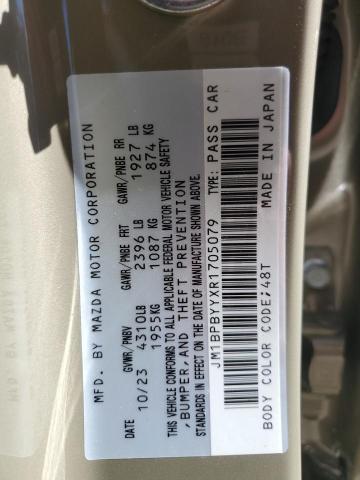 MFD. BY MAZDA MOTOR CORPORATION
GVWR/PNBV GAWR/PNBE FRT GAWR/PNBE RR
DATE 10/23 4310LB 2396 LB 1927 LB
1955KG 1087 KG 874 KG
THIS VEHICLE CONFORMS TO ALL APPLICABLE FEDERAL MOTOR VEHICLE SAFETY
,BUMPER,AND THEFT PREVENTION
STANDARDS IN EFFECT ON THE DATE OF MANUFACTURE SHOWN ABOVE.
JM1BPBYYXR1705079 TYPE: PASS CAR
BODY COLOR CODE:48T MADE IN JAPAN